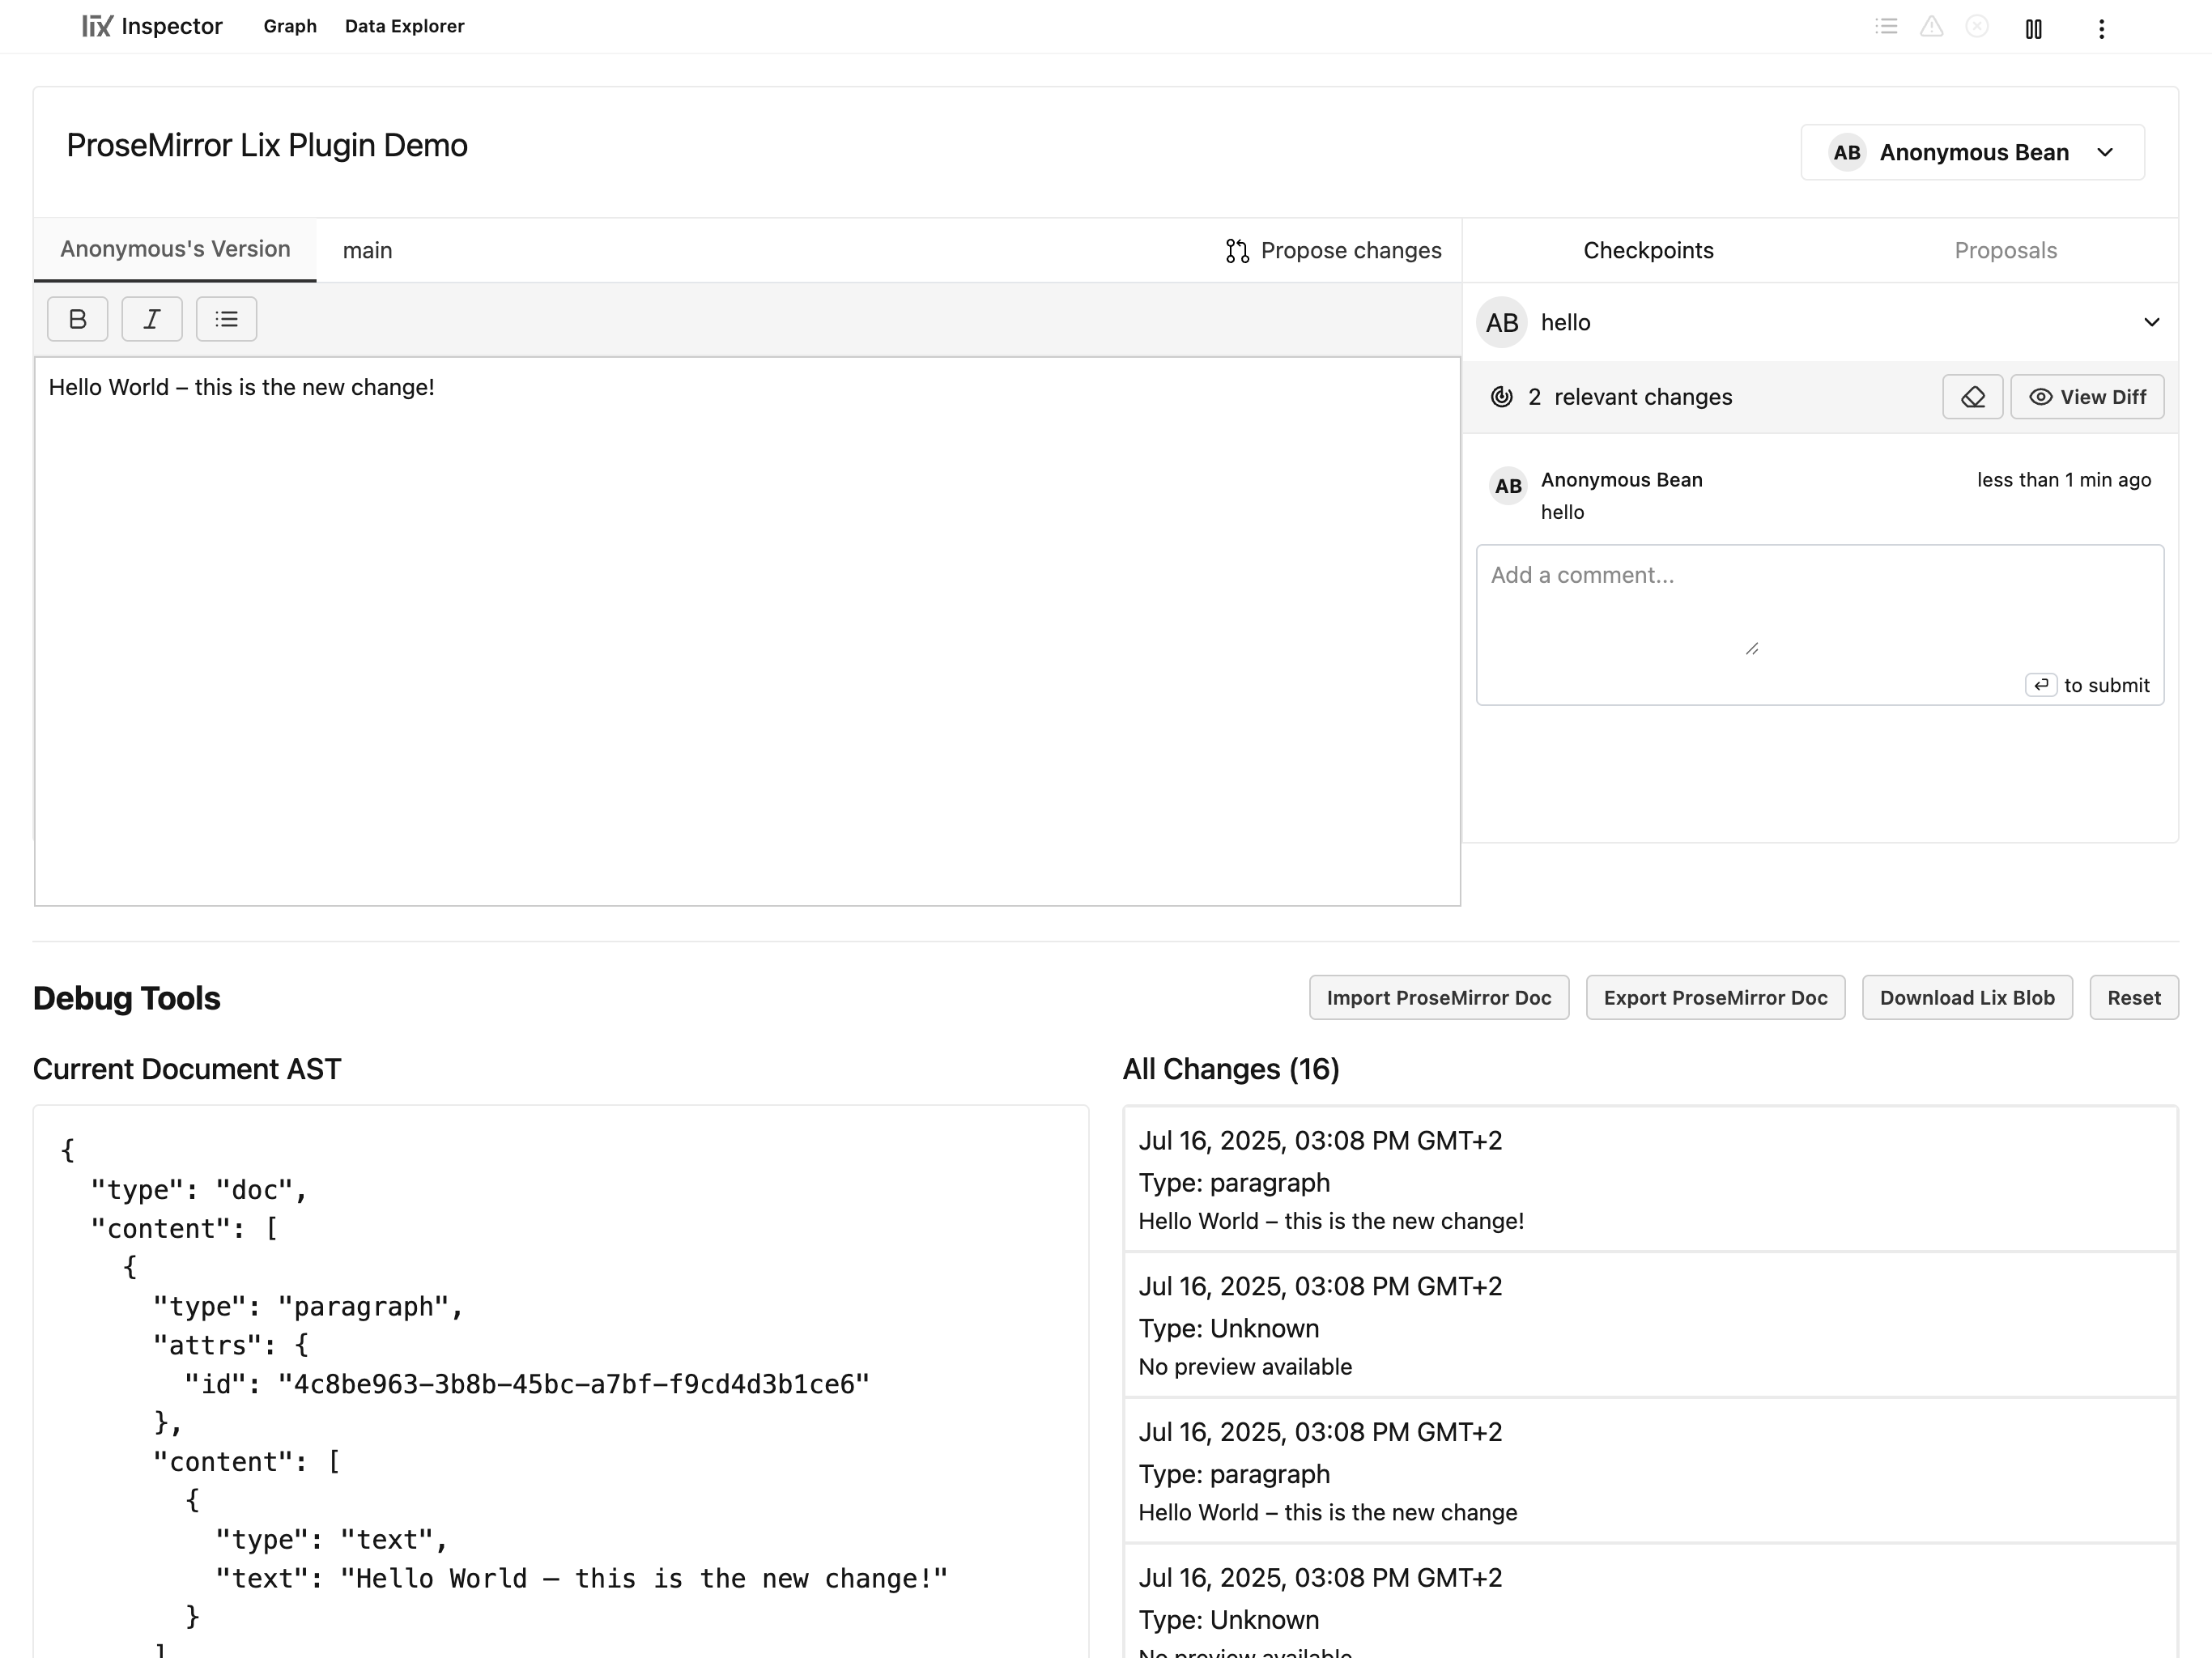 lix Inspector Graph Data Explorer
ProseMirror Lix Plugin Demo
AB Anonymous Bean
Anonymous's Version main Propose changes
Checkpoints Proposals
B I
Hello World – this is the new change!
AB hello
2 relevant changes View Diff
AB Anonymous Bean less than 1 min ago
hello
Add a comment...
to submit
Debug Tools
Import ProseMirror Doc Export ProseMirror Doc Download Lix Blob Reset
Current Document AST
{
"type": "doc",
"content": [
{
"type": "paragraph",
"attrs": {
"id": "4c8be963-3b8b-45bc-a7bf-f9cd4d3b1ce6"
},
"content": [
{
"type": "text",
"text": "Hello World – this is the new change!"
}
]
All Changes (16)
Jul 16, 2025, 03:08 PM GMT+2
Type: paragraph
Hello World – this is the new change!
Jul 16, 2025, 03:08 PM GMT+2
Type: Unknown
No preview available
Jul 16, 2025, 03:08 PM GMT+2
Type: paragraph
Hello World – this is the new change
Jul 16, 2025, 03:08 PM GMT+2
Type: Unknown
No preview available